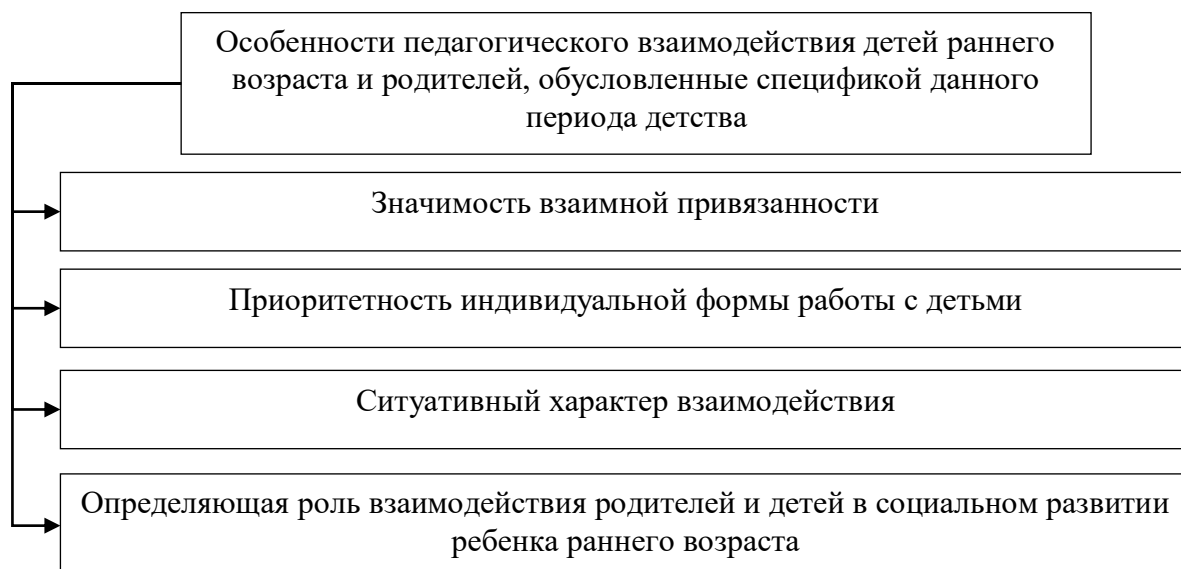 Особенности педагогического взаимодействия детей раннего
возраста и родителей, обусловленные спецификой данного
периода детства
Значимость взаимной привязанности
Приоритетность индивидуальной формы работы с детьми
Ситуативный характер взаимодействия
Определяющая роль взаимодействия родителей и детей в социальном развитии
ребенка раннего возраста